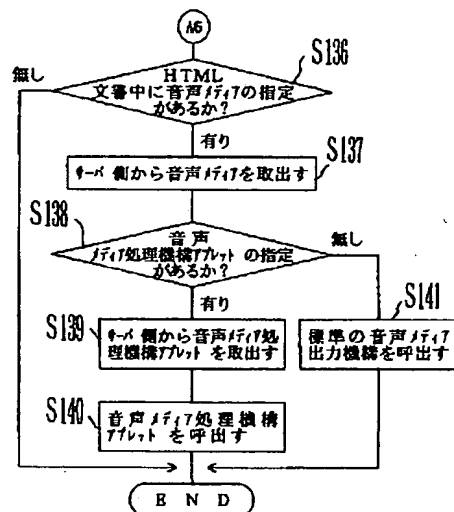 A5
S136
無し
HTML
文書中に音声メディアの指定
があるか?
有り
S137
サーバ 側から音声メディアを取出す
S138
音声
メディア処理機構アプレット の指定
があるか?
無し
有り
S141
S139
サーバ 側から音声メディア処
理機構アプレット を取出す
標準の音声メディア
出力機構を呼出す
S140
音声メディア処理機構
アプレット を呼出す
END